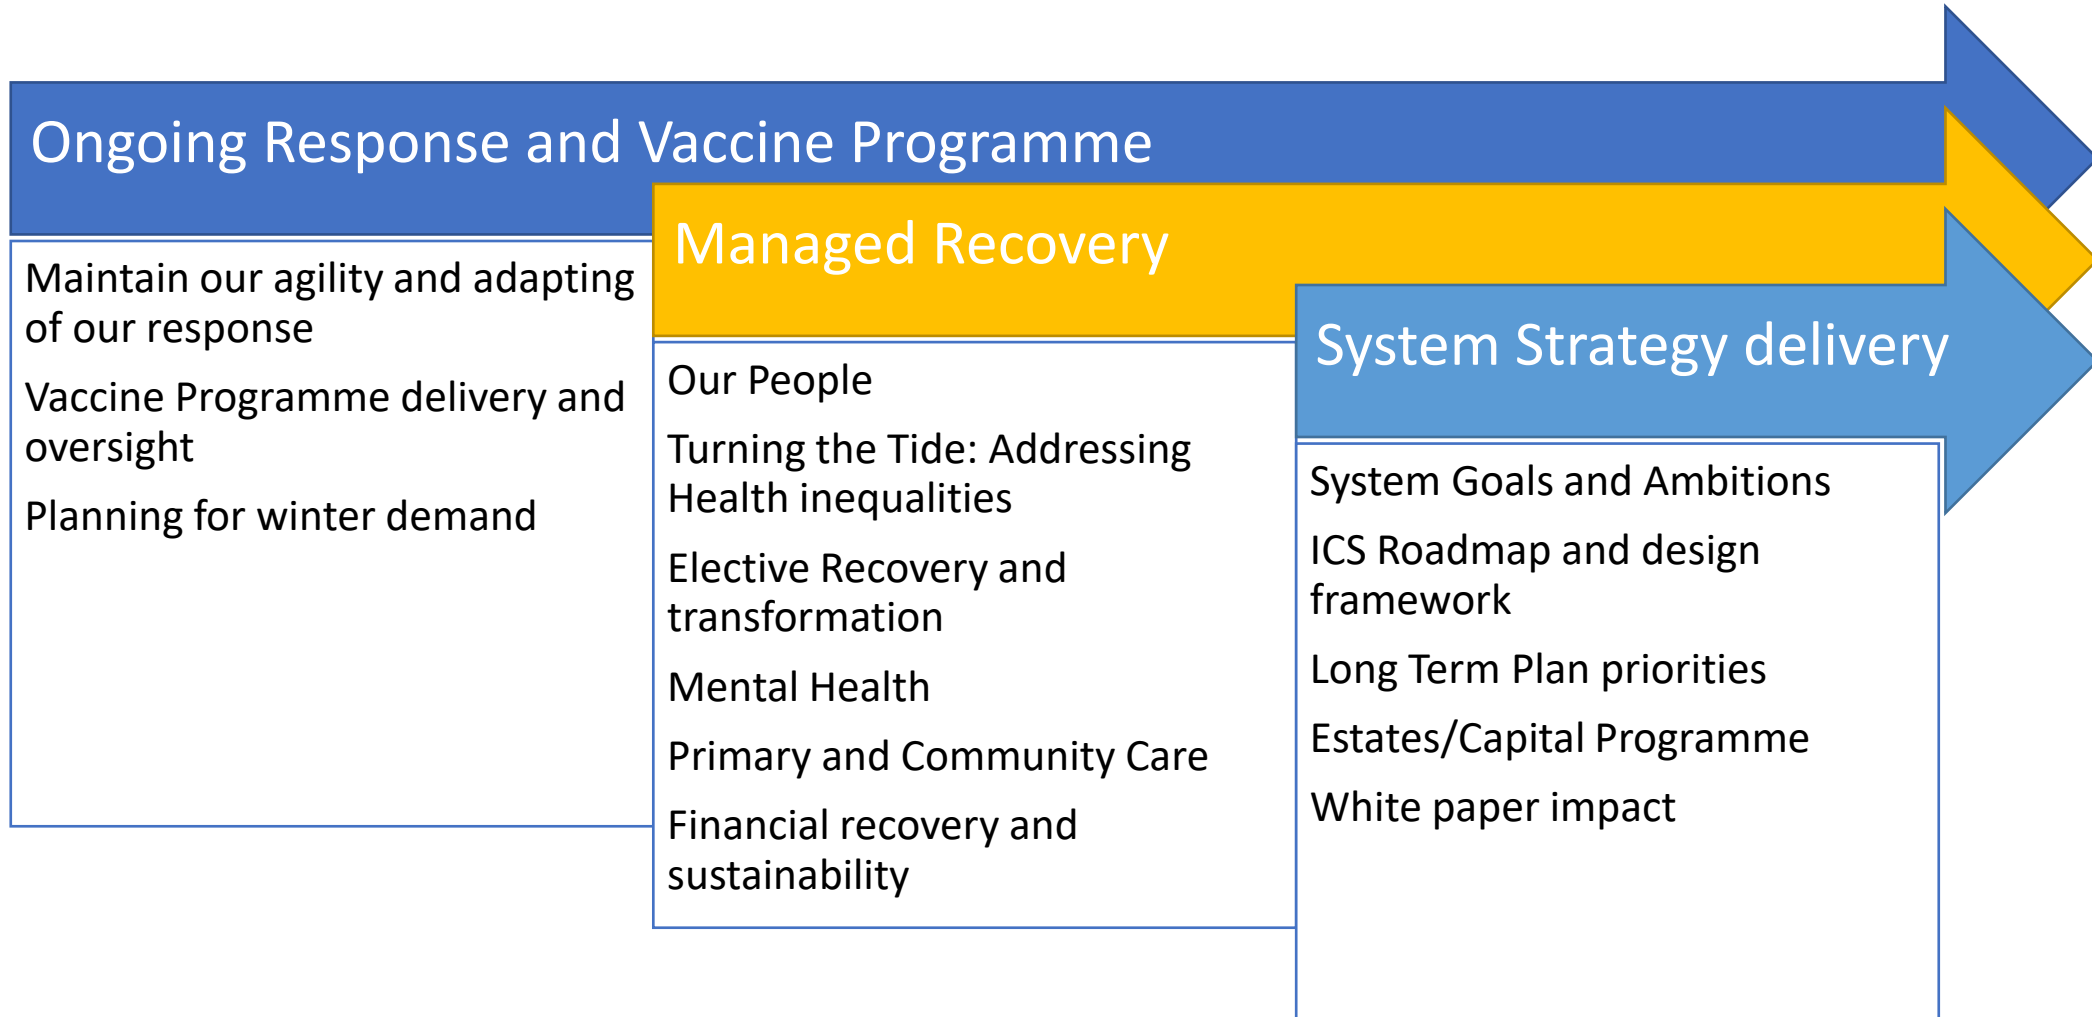 Ongoing Response and Vaccine Programme
Maintain our agility and adapting
of our response
Vaccine Programme delivery and
oversight
Planning for winter demand
Managed Recovery
Our People
Turning the Tide: Addressing
Health inequalities
Elective Recovery and
transformation
Mental Health
Primary and Community Care
Financial recovery and
sustainability
System Strategy delivery
System Goals and Ambitions
ICS Roadmap and design
framework
Long Term Plan priorities
Estates/Capital Programme
White paper impact